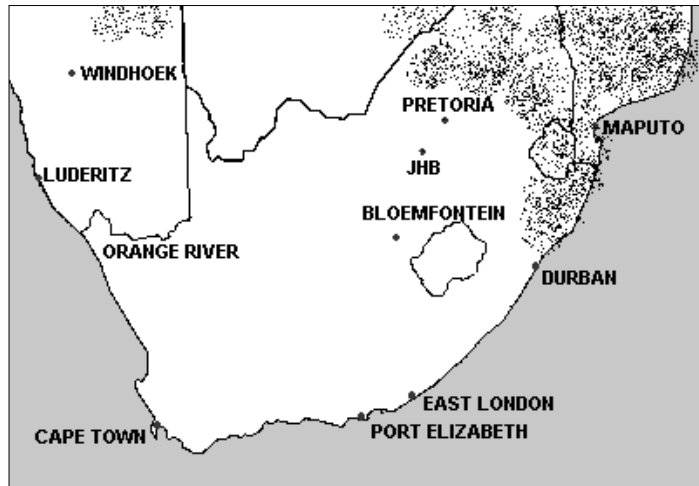 WINDHOEK
PRETORIA
MAPUTO
JHB
LUDERITZ
BLOEMFONTEIN
ORANGE RIVER
DURBAN
EAST LONDON
PORT ELIZABETH
CAPE TOWN